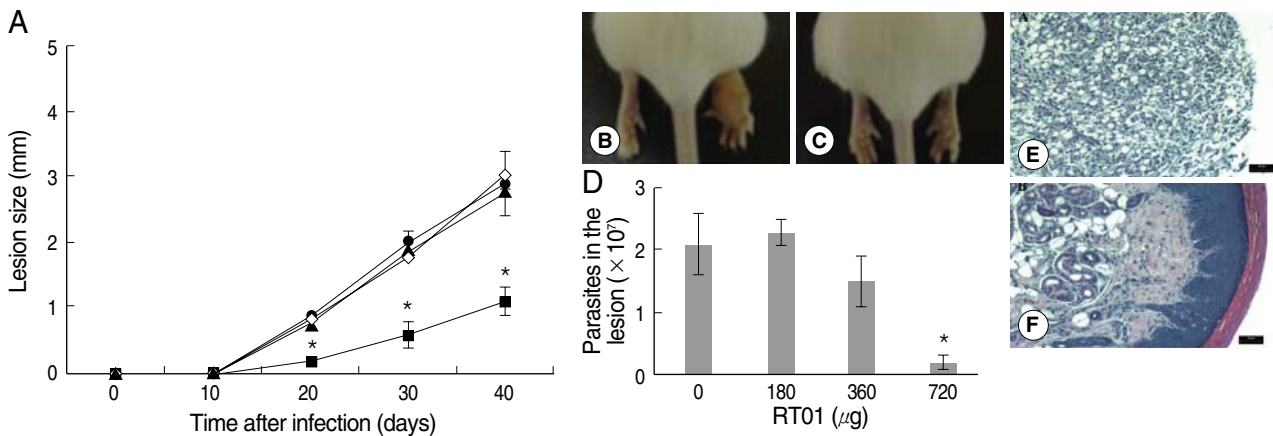 A
5
4
3
2
1
0
Lesion size (mm)
*
*
*
0 10 20 30 40
Time after infection (days)
B
C
D
3
2
1
0
Parasites in the
lesion (× 10⁷)
*
0 180 360 720
RT01 (μg)
A
E
B
F